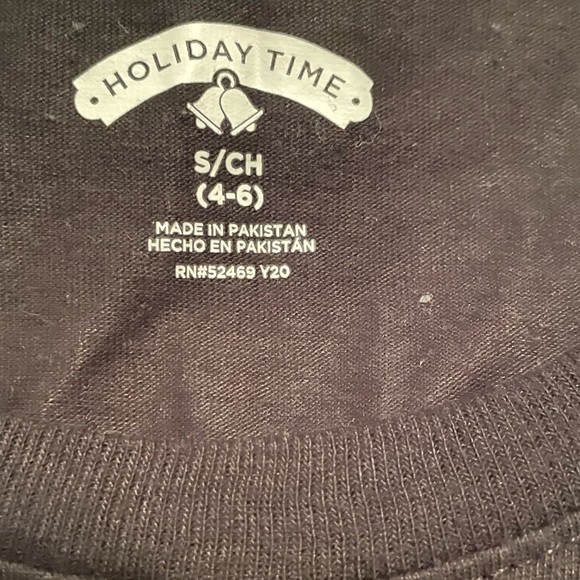 HOLIDAY TIME
S/CH
(4-6)
MADE IN PAKISTAN
HECHO EN PAKISTÁN
RN#52469 Y20